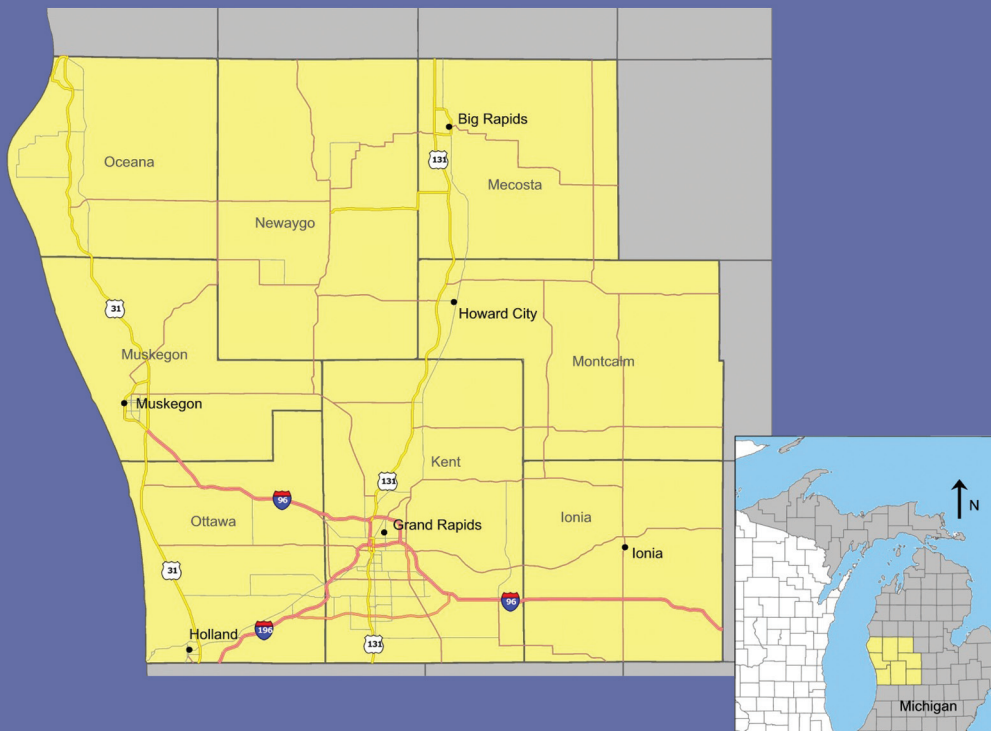 Big Rapids
131
Oceana
Mecosta
Newaygo
31
Howard City
Muskegon
Montcalm
Muskegon
Kent
131
96
Ottawa
Grand Rapids
Ionia
Ionia
31
96
196
Holland
131
N
Michigan